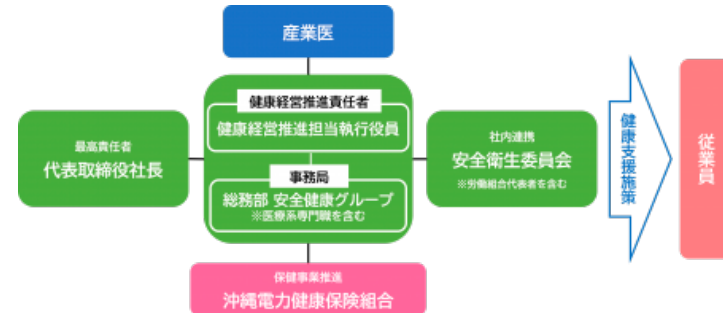 産業医
健康経営推進責任者
健康経営推進担当執行役員
最高責任者
代表取締役社長
事務局
総務部 安全健康グループ
※医療系専門職を含む
社内連携
安全衛生委員会
※労働組合代表者を含む
保健事業推進
沖縄電力健康保険組合
健康支援施策
従業員